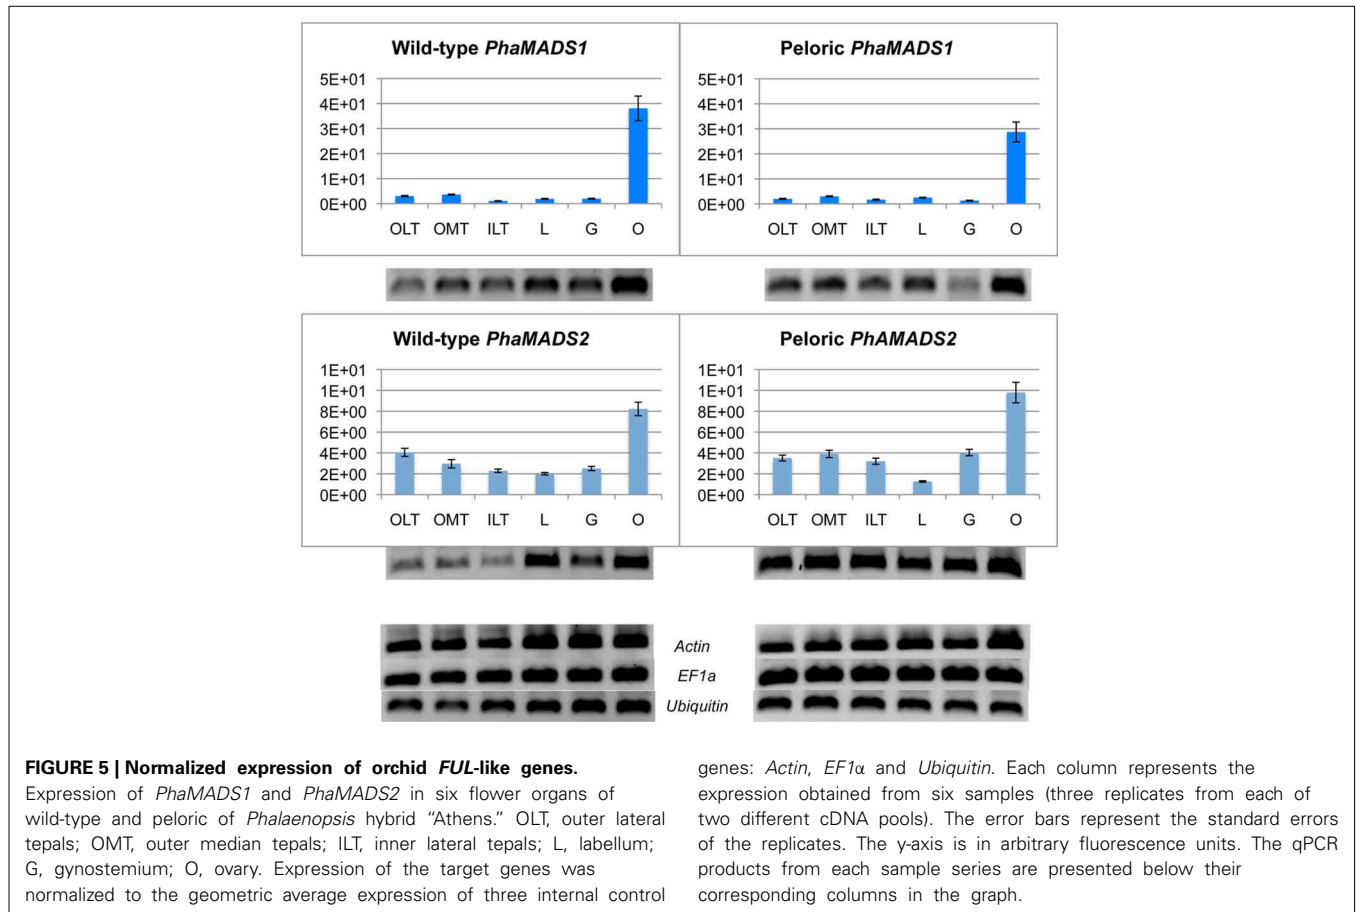 Wild-type PhaMADS1
5E+01
4E+01
3E+01
2E+01
1E+01
0E+00
OLT OMT ILT L G O
Peloric PhaMADS1
5E+01
4E+01
3E+01
2E+01
1E+01
0E+00
OLT OMT ILT L G O
Wild-type PhaMADS2
1E+01
1E+01
8E+00
6E+00
4E+00
2E+00
0E+00
OLT OMT ILT L G O
Peloric PhAMADS2
1E+01
1E+01
8E+00
6E+00
4E+00
2E+00
0E+00
OLT OMT ILT L G O
Actin
EF1a
Ubiquitin
FIGURE 5 | Normalized expression of orchid FUL-like genes.
Expression of PhaMADS1 and PhaMADS2 in six flower organs of
wild-type and peloric of Phalaenopsis hybrid “Athens.” OLT, outer lateral
tepals; OMT, outer median tepals; ILT, inner lateral tepals; L, labellum;
G, gynostemium; O, ovary. Expression of the target genes was
normalized to the geometric average expression of three internal control
genes: Actin, EF1α and Ubiquitin. Each column represents the
expression obtained from six samples (three replicates from each of
two different cDNA pools). The error bars represent the standard errors
of the replicates. The y-axis is in arbitrary fluorescence units. The qPCR
products from each sample series are presented below their
corresponding columns in the graph.